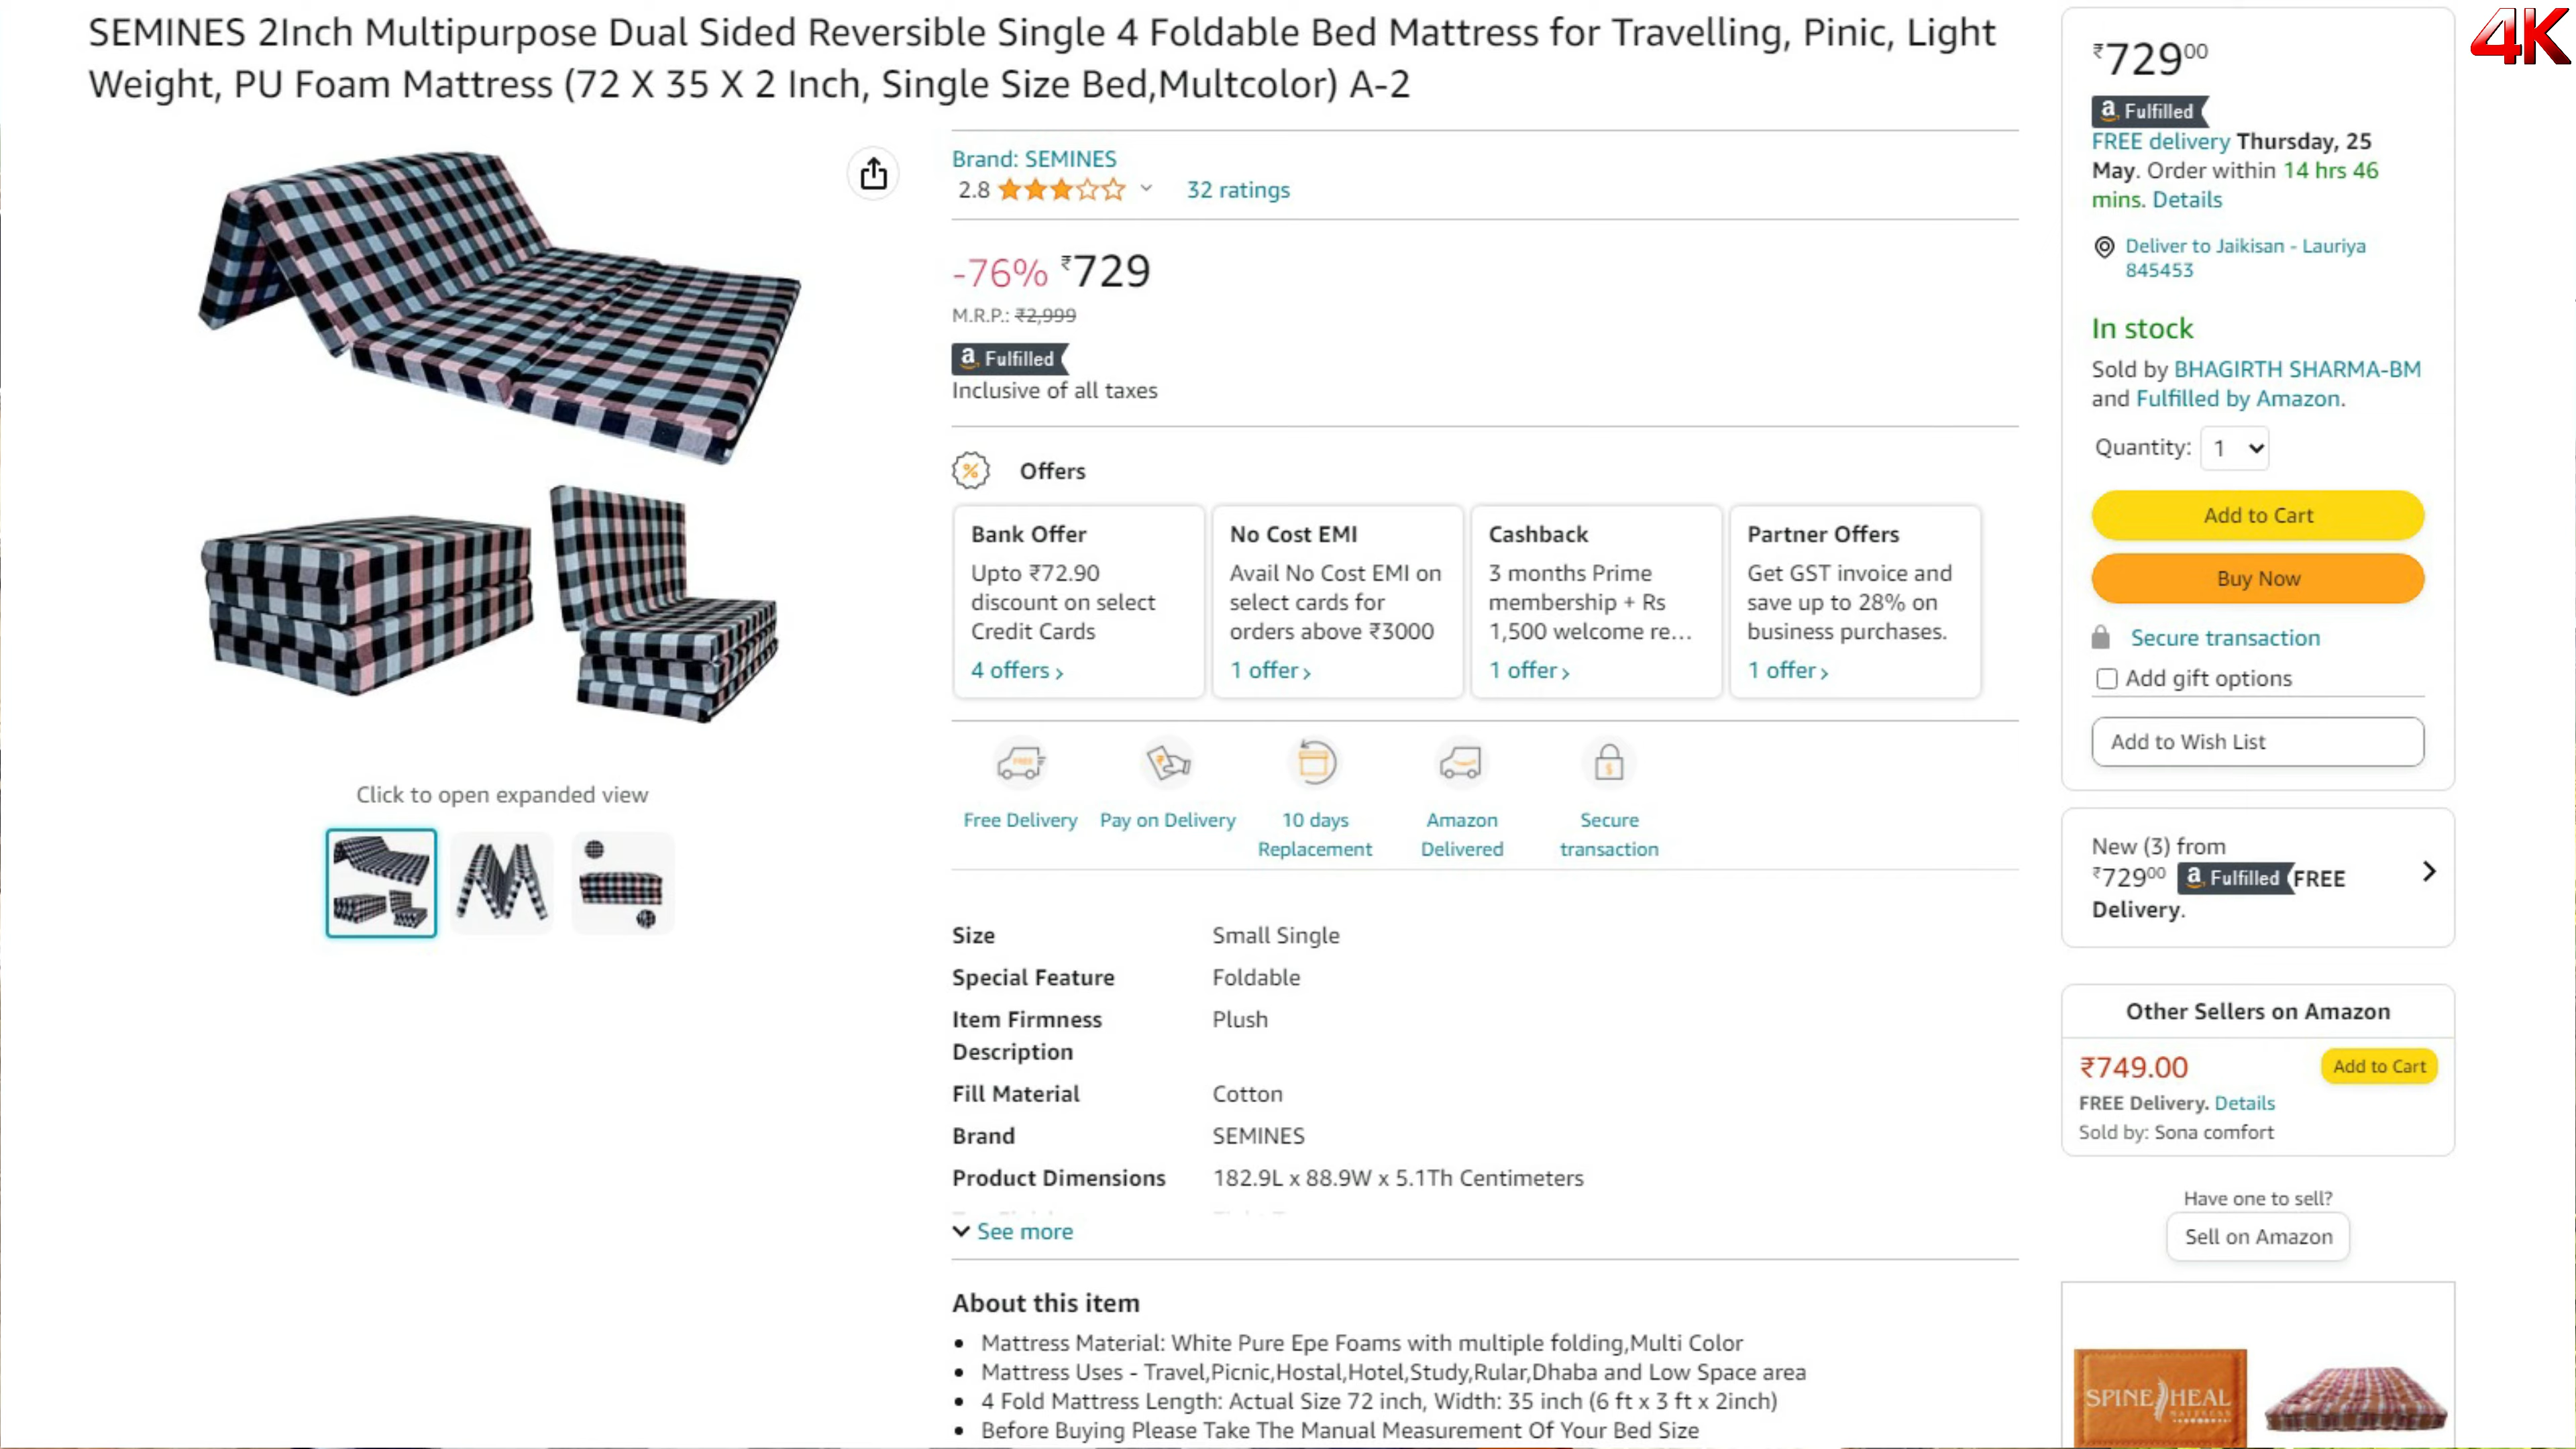 SEMINES 2Inch Multipurpose Dual Sided Reversible Single 4 Foldable Bed Mattress for Travelling, Pinic, Light
Weight, PU Foam Mattress (72 X 35 X 2 Inch, Single Size Bed,Multcolor) A-2
Click to open expanded view
Brand: SEMINES
2.8
32 ratings
-76% ₹729
M.R.P.: ₹2,999
a Fulfilled
Inclusive of all taxes
% Offers
Bank Offer
Upto ₹72.90
discount on select
Credit Cards
4 offers ›
No Cost EMI
Avail No Cost EMI on
select cards for
orders above ₹3000
1 offer ›
Cashback
3 months Prime
membership + Rs
1,500 welcome re...
1 offer ›
Partner Offers
Get GST invoice and
save up to 28% on
business purchases.
1 offer ›
FREE
Free Delivery
Pay on Delivery
10 days
Replacement
Amazon
Delivered
Secure
transaction
Size Small Single
Special Feature Foldable
Item Firmness Plush
Description
Fill Material Cotton
Brand SEMINES
Product Dimensions 182.9L x 88.9W x 5.1Th Centimeters
See more
About this item
• Mattress Material: White Pure Epe Foams with multiple folding,Multi Color
• Mattress Uses - Travel,Picnic,Hostal,Hotel,Study,Rular,Dhaba and Low Space area
• 4 Fold Mattress Length: Actual Size 72 inch, Width: 35 inch (6 ft x 3 ft x 2inch)
• Before Buying Please Take The Manual Measurement Of Your Bed Size
4K
₹729⁰⁰
a Fulfilled
FREE delivery Thursday, 25
May. Order within 14 hrs 46
mins. Details
Deliver to Jaikisan - Lauriya
845453
In stock
Sold by BHAGIRTH SHARMA-BM
and Fulfilled by Amazon.
Quantity: 1
Add to Cart
Buy Now
Secure transaction
Add gift options
Add to Wish List
New (3) from
₹729⁰⁰ a Fulfilled FREE
Delivery.
Other Sellers on Amazon
₹749.00 Add to Cart
FREE Delivery. Details
Sold by: Sona comfort
Have one to sell?
Sell on Amazon
SPINE HEAL